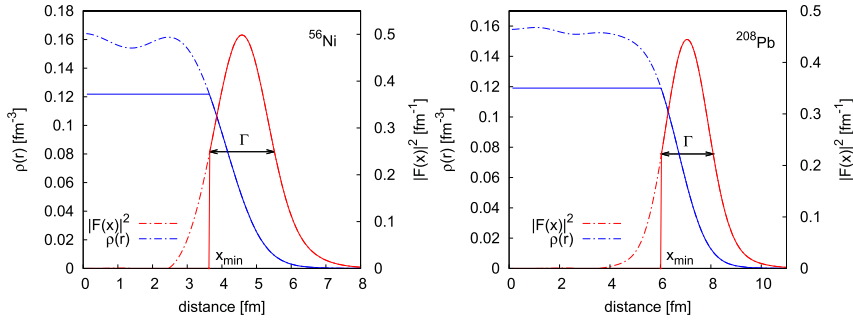 ⁵⁶Ni
0.18
0.16
0.14
0.12
0.1
0.08
0.06
0.04
0.02
0
ρ(r) [fm⁻³]
0 1 2 3 4 5 6 7 8
distance [fm]
0.5
0.4
0.3
0.2
0.1
0
|F(x)|² [fm⁻¹]
Γ
|F(x)|²
ρ(r)
x_min
²⁰⁸Pb
0.16
0.14
0.12
0.1
0.08
0.06
0.04
0.02
0
ρ(r) [fm⁻³]
0 2 4 6 8 10
distance [fm]
0.5
0.4
0.3
0.2
0.1
0
|F(x)|² [fm⁻¹]
Γ
|F(x)|²
ρ(r)
x_min